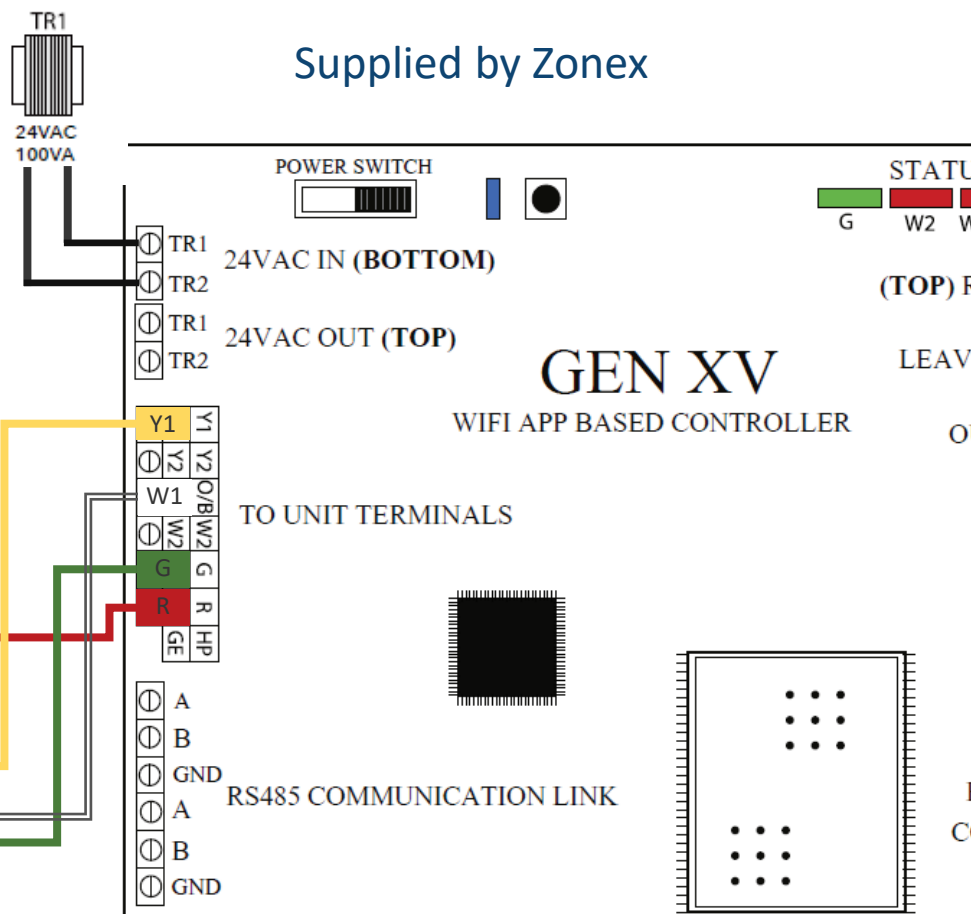 TR1
Supplied by Zonex
24VAC
100VA
POWER SWITCH
STATU
G W2 W
TR1
TR2
24VAC IN (BOTTOM)
(TOP) R
TR1
TR2
24VAC OUT (TOP)
GEN XV
LEAV
WIFI APP BASED CONTROLLER
Y1 Y1
Y2 Y2
W1 O/B
W2 W2
G G
R R
GE HP
TO UNIT TERMINALS
A
B
GND
A
B
GND
RS485 COMMUNICATION LINK